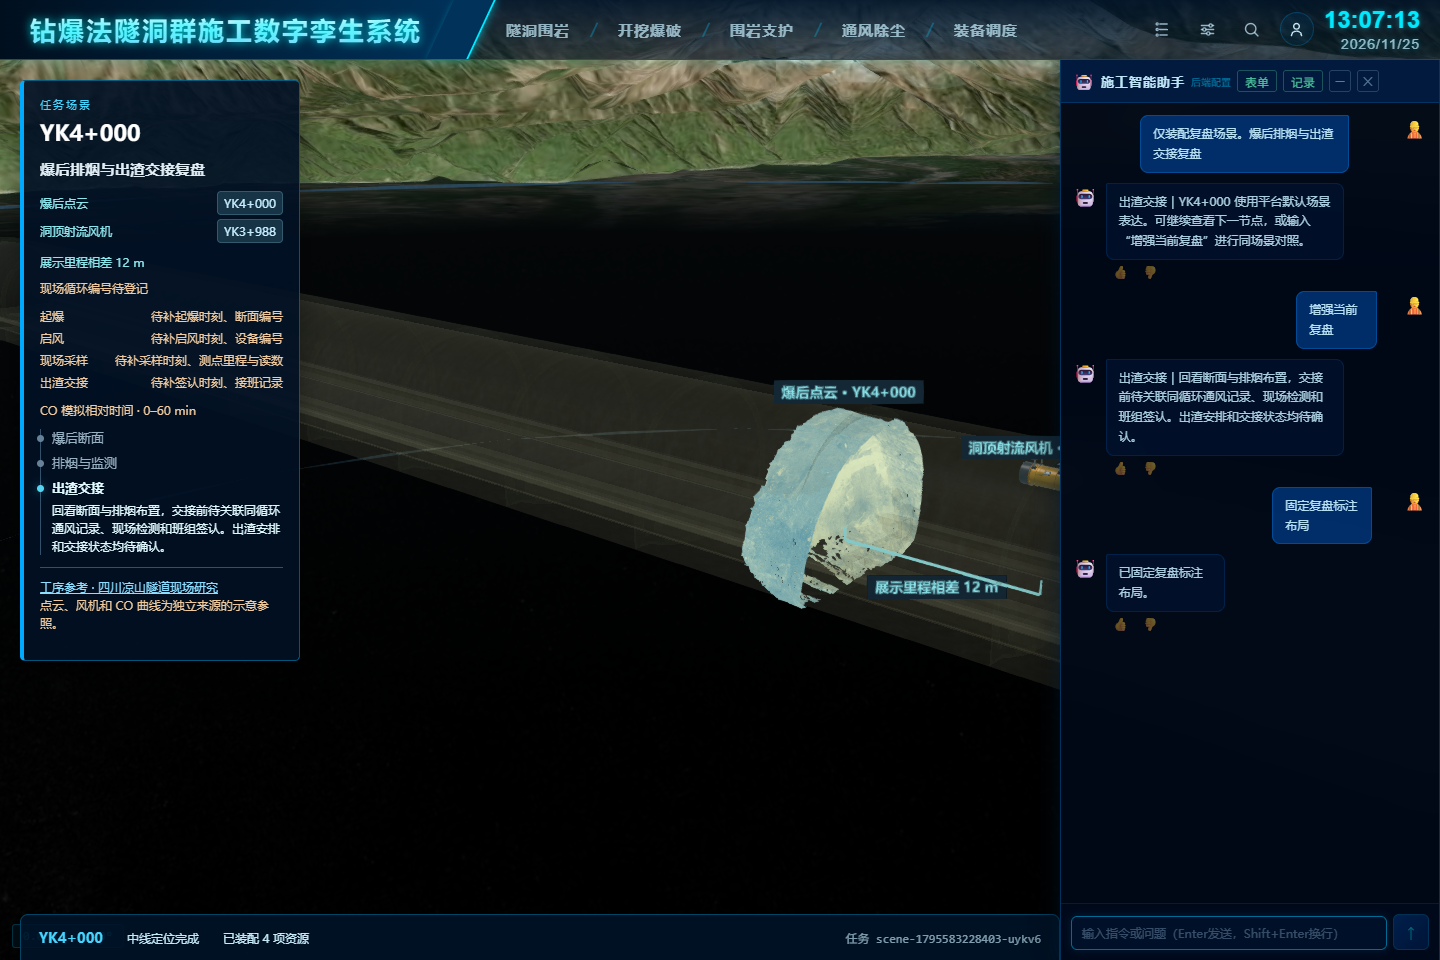 钻爆法隧洞群施工数字孪生系统
隧洞围岩 / 开挖爆破 / 围岩支护 / 通风除尘 / 装备调度
13:07:13
2026/11/25
任务场景
YK4+000
爆后排烟与出渣交接复盘
爆后点云 YK4+000
洞顶射流风机 YK3+988
展示里程相差 12 m
现场循环编号待登记
起爆 待补起爆时刻、断面编号
启风 待补启风时刻、设备编号
现场采样 待补采样时刻、测点里程与读数
出渣交接 待补签认时刻、接班记录
CO 模拟相对时间 · 0–60 min
爆后断面
排烟与监测
出渣交接
回看断面与排烟布置，交接前待关联同循环
通风记录、现场检测和班组签认。出渣安排
和交接状态均待确认。
工序参考 · 四川凉山隧道现场研究
点云、风机和 CO 曲线为独立来源的示意参
照。
爆后点云 · YK4+000
洞顶射流风机 ·
展示里程相差 12 m
YK4+000 中线定位完成 已装配 4 项资源
任务 scene-1795583228403-uykv6
施工智能助手 后端配置 表单 记录
仅装配复盘场景。爆后排烟与出渣
交接复盘
出渣交接 | YK4+000 使用平台默认场景
表达。可继续查看下一节点，或输入
“增强当前复盘”进行同场景对照。
增强当前
复盘
出渣交接 | 回看断面与排烟布置，交接
前待关联同循环通风记录、现场检测和
班组签认。出渣安排和交接状态均待确
认。
固定复盘标注
布局
已固定复盘标注
布局。
输入指令或问题（Enter发送，Shift+Enter换行）